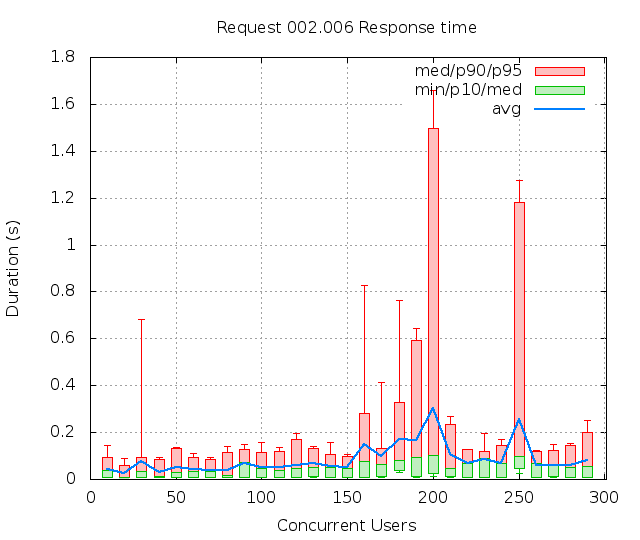 Request 002.006 Response time
med/p90/p95
min/p10/med
avg
1.8
1.6
1.4
1.2
1
0.8
0.6
0.4
0.2
0
0 50 100 150 200 250 300
Duration (s)
Concurrent Users